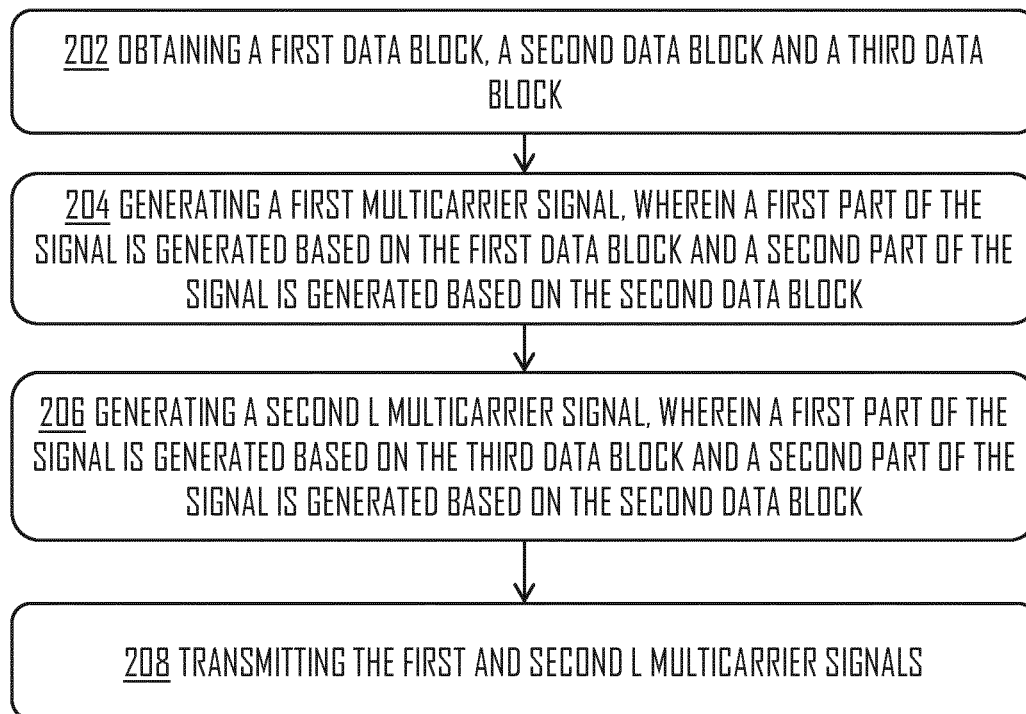 202 OBTAINING A FIRST DATA BLOCK, A SECOND DATA BLOCK AND A THIRD DATA
BLOCK
204 GENERATING A FIRST MULTICARRIER SIGNAL, WHEREIN A FIRST PART OF THE
SIGNAL IS GENERATED BASED ON THE FIRST DATA BLOCK AND A SECOND PART OF THE
SIGNAL IS GENERATED BASED ON THE SECOND DATA BLOCK
206 GENERATING A SECOND L MULTICARRIER SIGNAL, WHEREIN A FIRST PART OF THE
SIGNAL IS GENERATED BASED ON THE THIRD DATA BLOCK AND A SECOND PART OF THE
SIGNAL IS GENERATED BASED ON THE SECOND DATA BLOCK
208 TRANSMITTING THE FIRST AND SECOND L MULTICARRIER SIGNALS